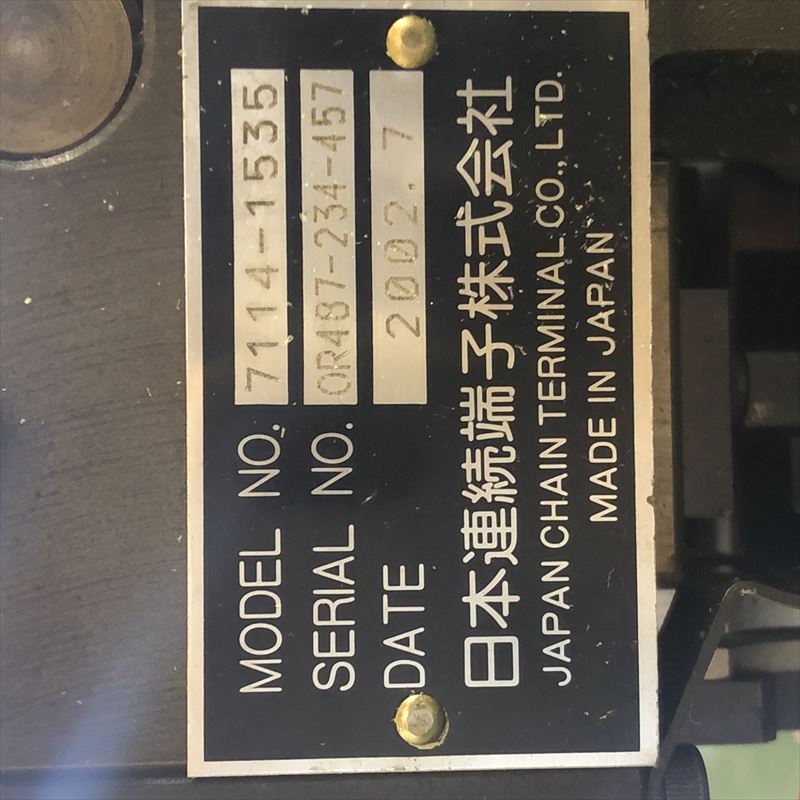 MODEL NO. 7114-1535
SERIAL NO. OR487-234-457
DATE 2002.7
日本連続端子株式会社
JAPAN CHAIN TERMINAL CO., LTD.
MADE IN JAPAN